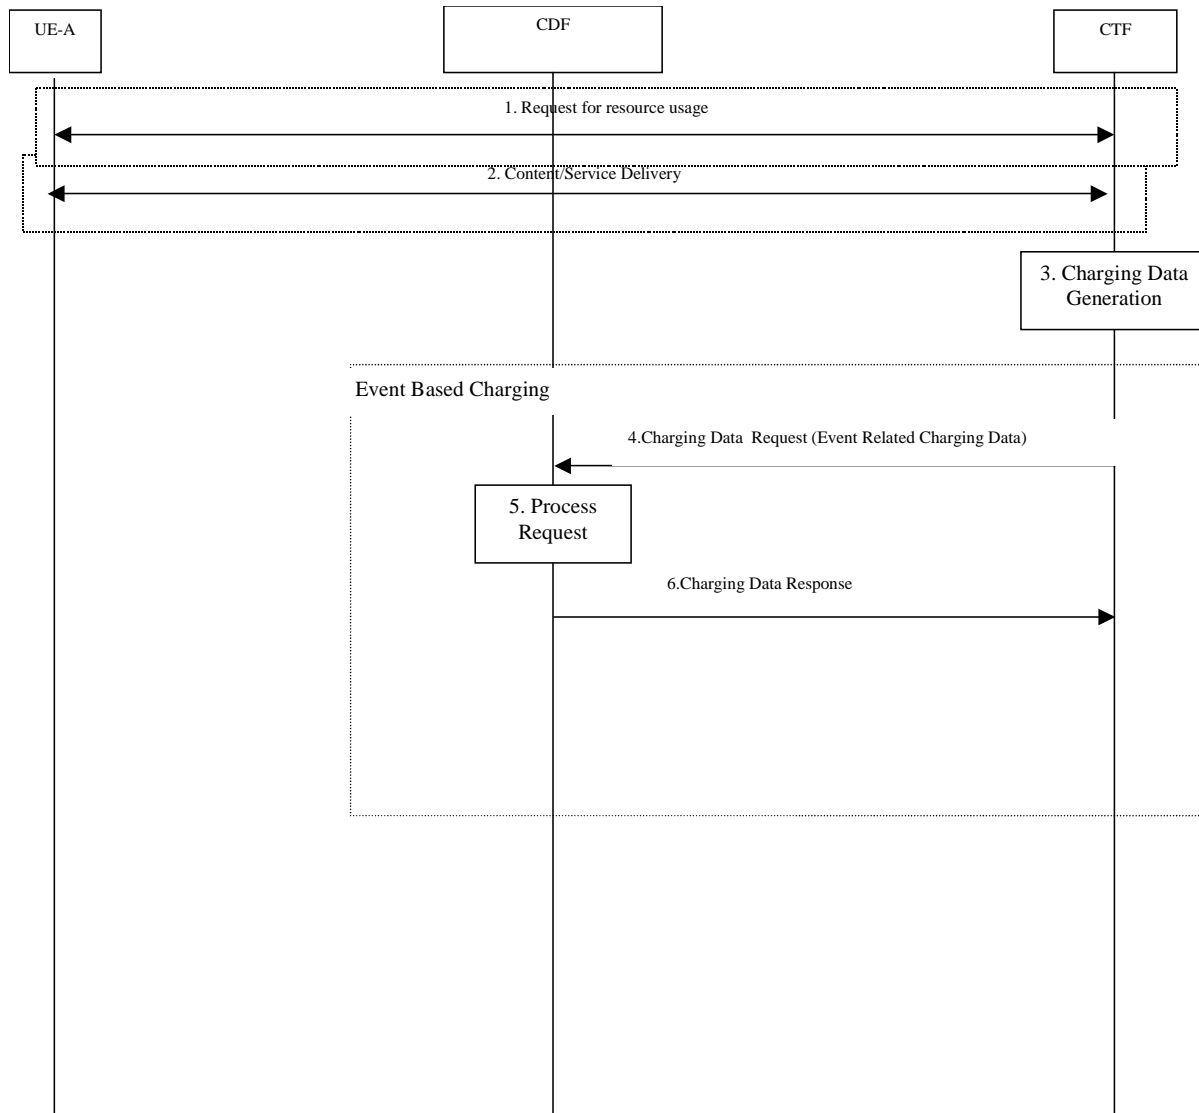 UE-A
CDF
CTF
1. Request for resource usage
2. Content/Service Delivery
3. Charging Data
Generation
Event Based Charging
4.Charging Data  Request (Event Related Charging Data)
5. Process
Request
6.Charging Data Response